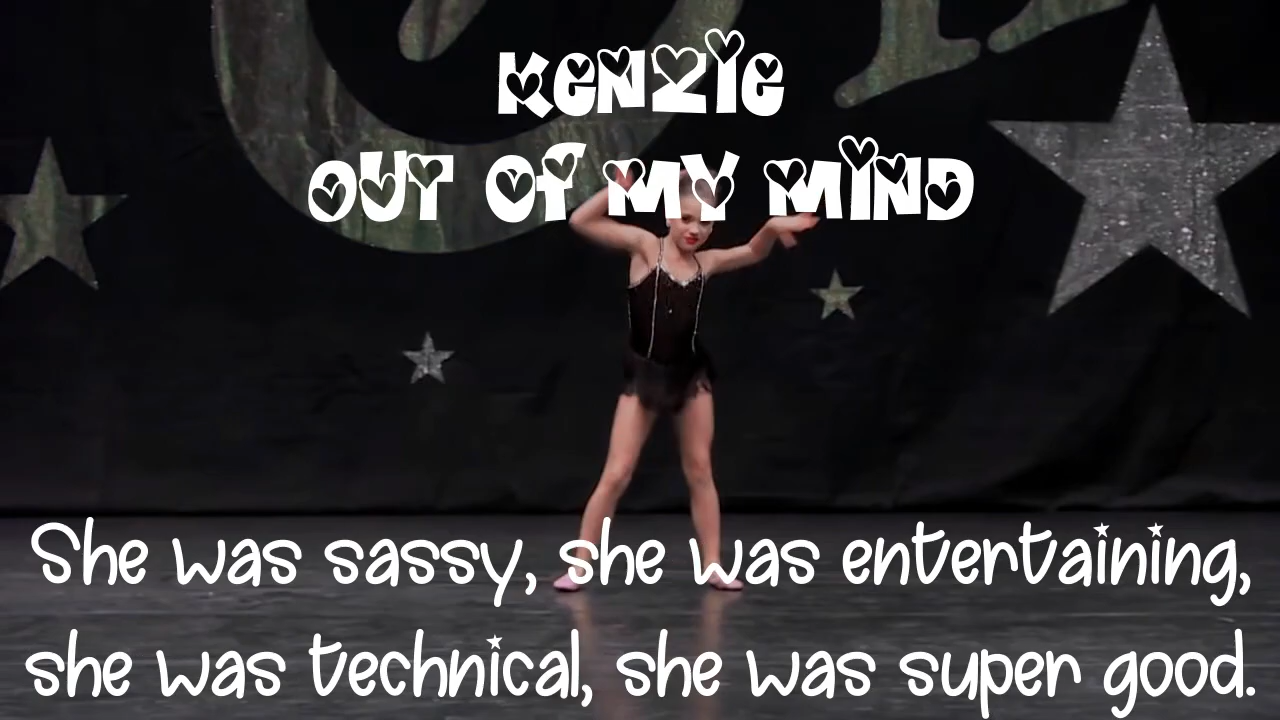 KENZIE
OUT OF MY MIND
She was sassy, she was entertaining,
she was technical, she was super good.